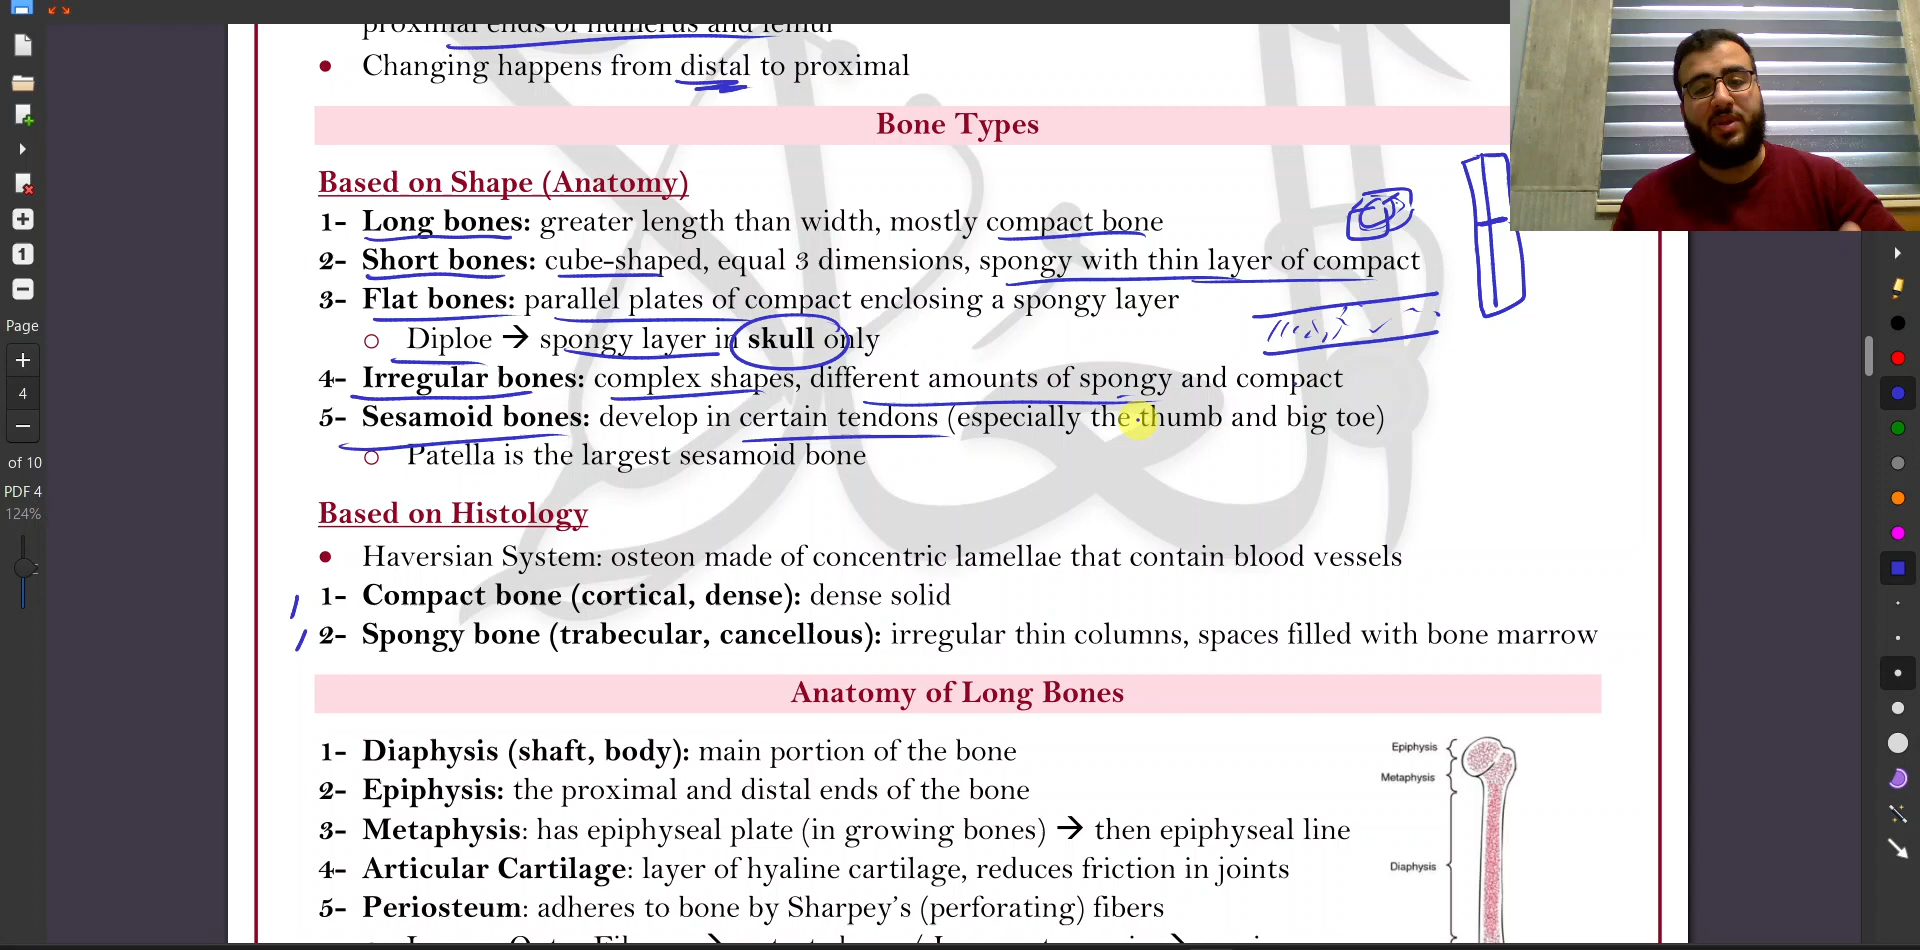 proximal ends of humerus and femur
• Changing happens from distal to proximal
Bone Types
Based on Shape (Anatomy)
1- Long bones: greater length than width, mostly compact bone
2- Short bones: cube-shaped, equal 3 dimensions, spongy with thin layer of compact
3- Flat bones: parallel plates of compact enclosing a spongy layer
o Diploe → spongy layer in skull only
4- Irregular bones: complex shapes, different amounts of spongy and compact
5- Sesamoid bones: develop in certain tendons (especially the thumb and big toe)
o Patella is the largest sesamoid bone
Based on Histology
• Haversian System: osteon made of concentric lamellae that contain blood vessels
1- Compact bone (cortical, dense): dense solid
2- Spongy bone (trabecular, cancellous): irregular thin columns, spaces filled with bone marrow
Anatomy of Long Bones
1- Diaphysis (shaft, body): main portion of the bone
2- Epiphysis: the proximal and distal ends of the bone
3- Metaphysis: has epiphyseal plate (in growing bones) → then epiphyseal line
4- Articular Cartilage: layer of hyaline cartilage, reduces friction in joints
5- Periosteum: adheres to bone by Sharpey's (perforating) fibers
Epiphysis
Metaphysis
Diaphysis
1
Page
4
of 10
PDF 4
124%